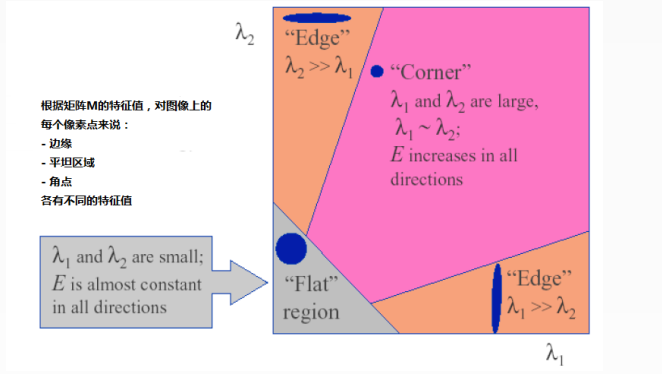 λ2
“Edge”
λ2 >> λ1
“Corner”
λ1 and λ2 are large,
λ1 ~ λ2;
E increases in all
directions
根据矩阵M的特征值，对图像上的
每个像素点来说：
- 边缘
- 平坦区域
- 角点
各有不同的特征值
λ1 and λ2 are small;
E is almost constant
in all directions
“Flat”
region
“Edge”
λ1 >> λ2
λ1